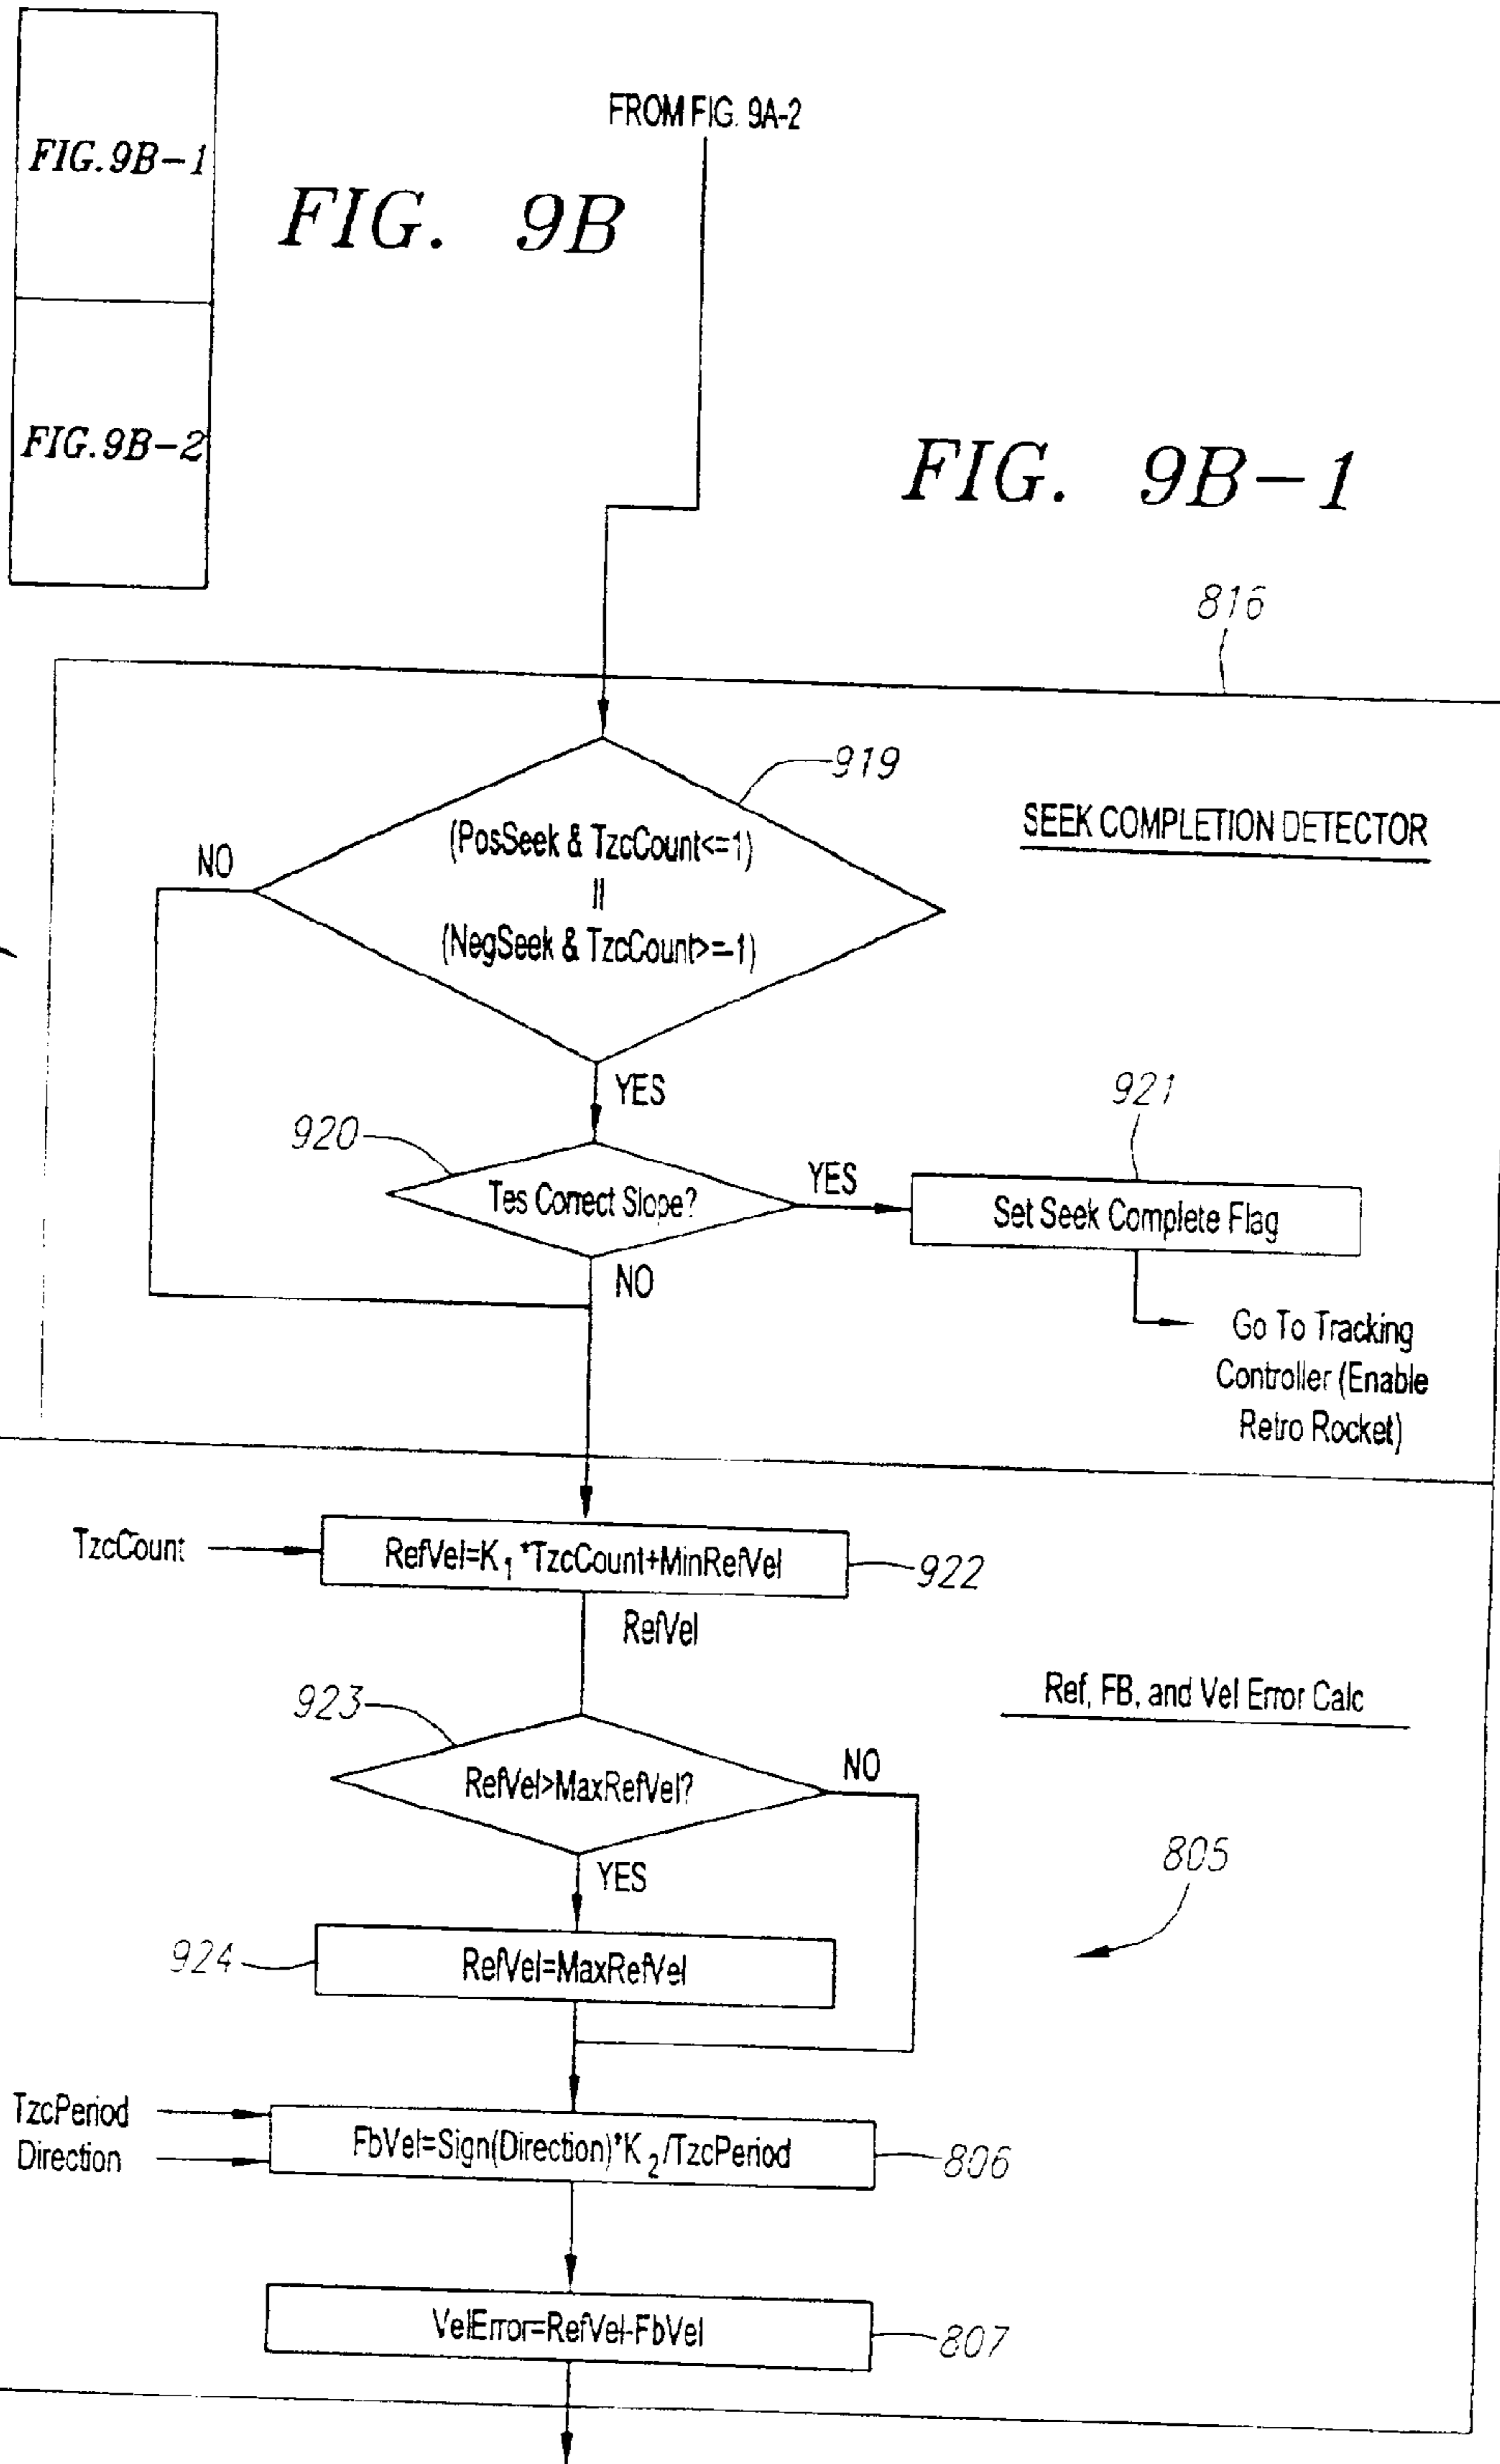 FIG.9B-1
FIG.9B-2
FIG. 9B
FROM FIG. 9A-2
FIG. 9B-1
816
919
SEEK COMPLETION DETECTOR
(PosSeek & TzcCount<=1)
||
(NegSeek & TzcCount>=-1)
NO
YES
920
Tes Correct Slope?
YES
921
Set Seek Complete Flag
NO
Go To Tracking
Controller (Enable
Retro Rocket)
TzcCount
RefVel=K1*TzcCount+MinRefVel
922
RefVel
Ref, FB, and Vel Error Calc
923
RefVel>MaxRefVel?
NO
YES
805
924
RefVel=MaxRefVel
TzcPeriod
Direction
FbVel=Sign(Direction)*K2/TzcPeriod
806
VelError=RefVel-FbVel
807